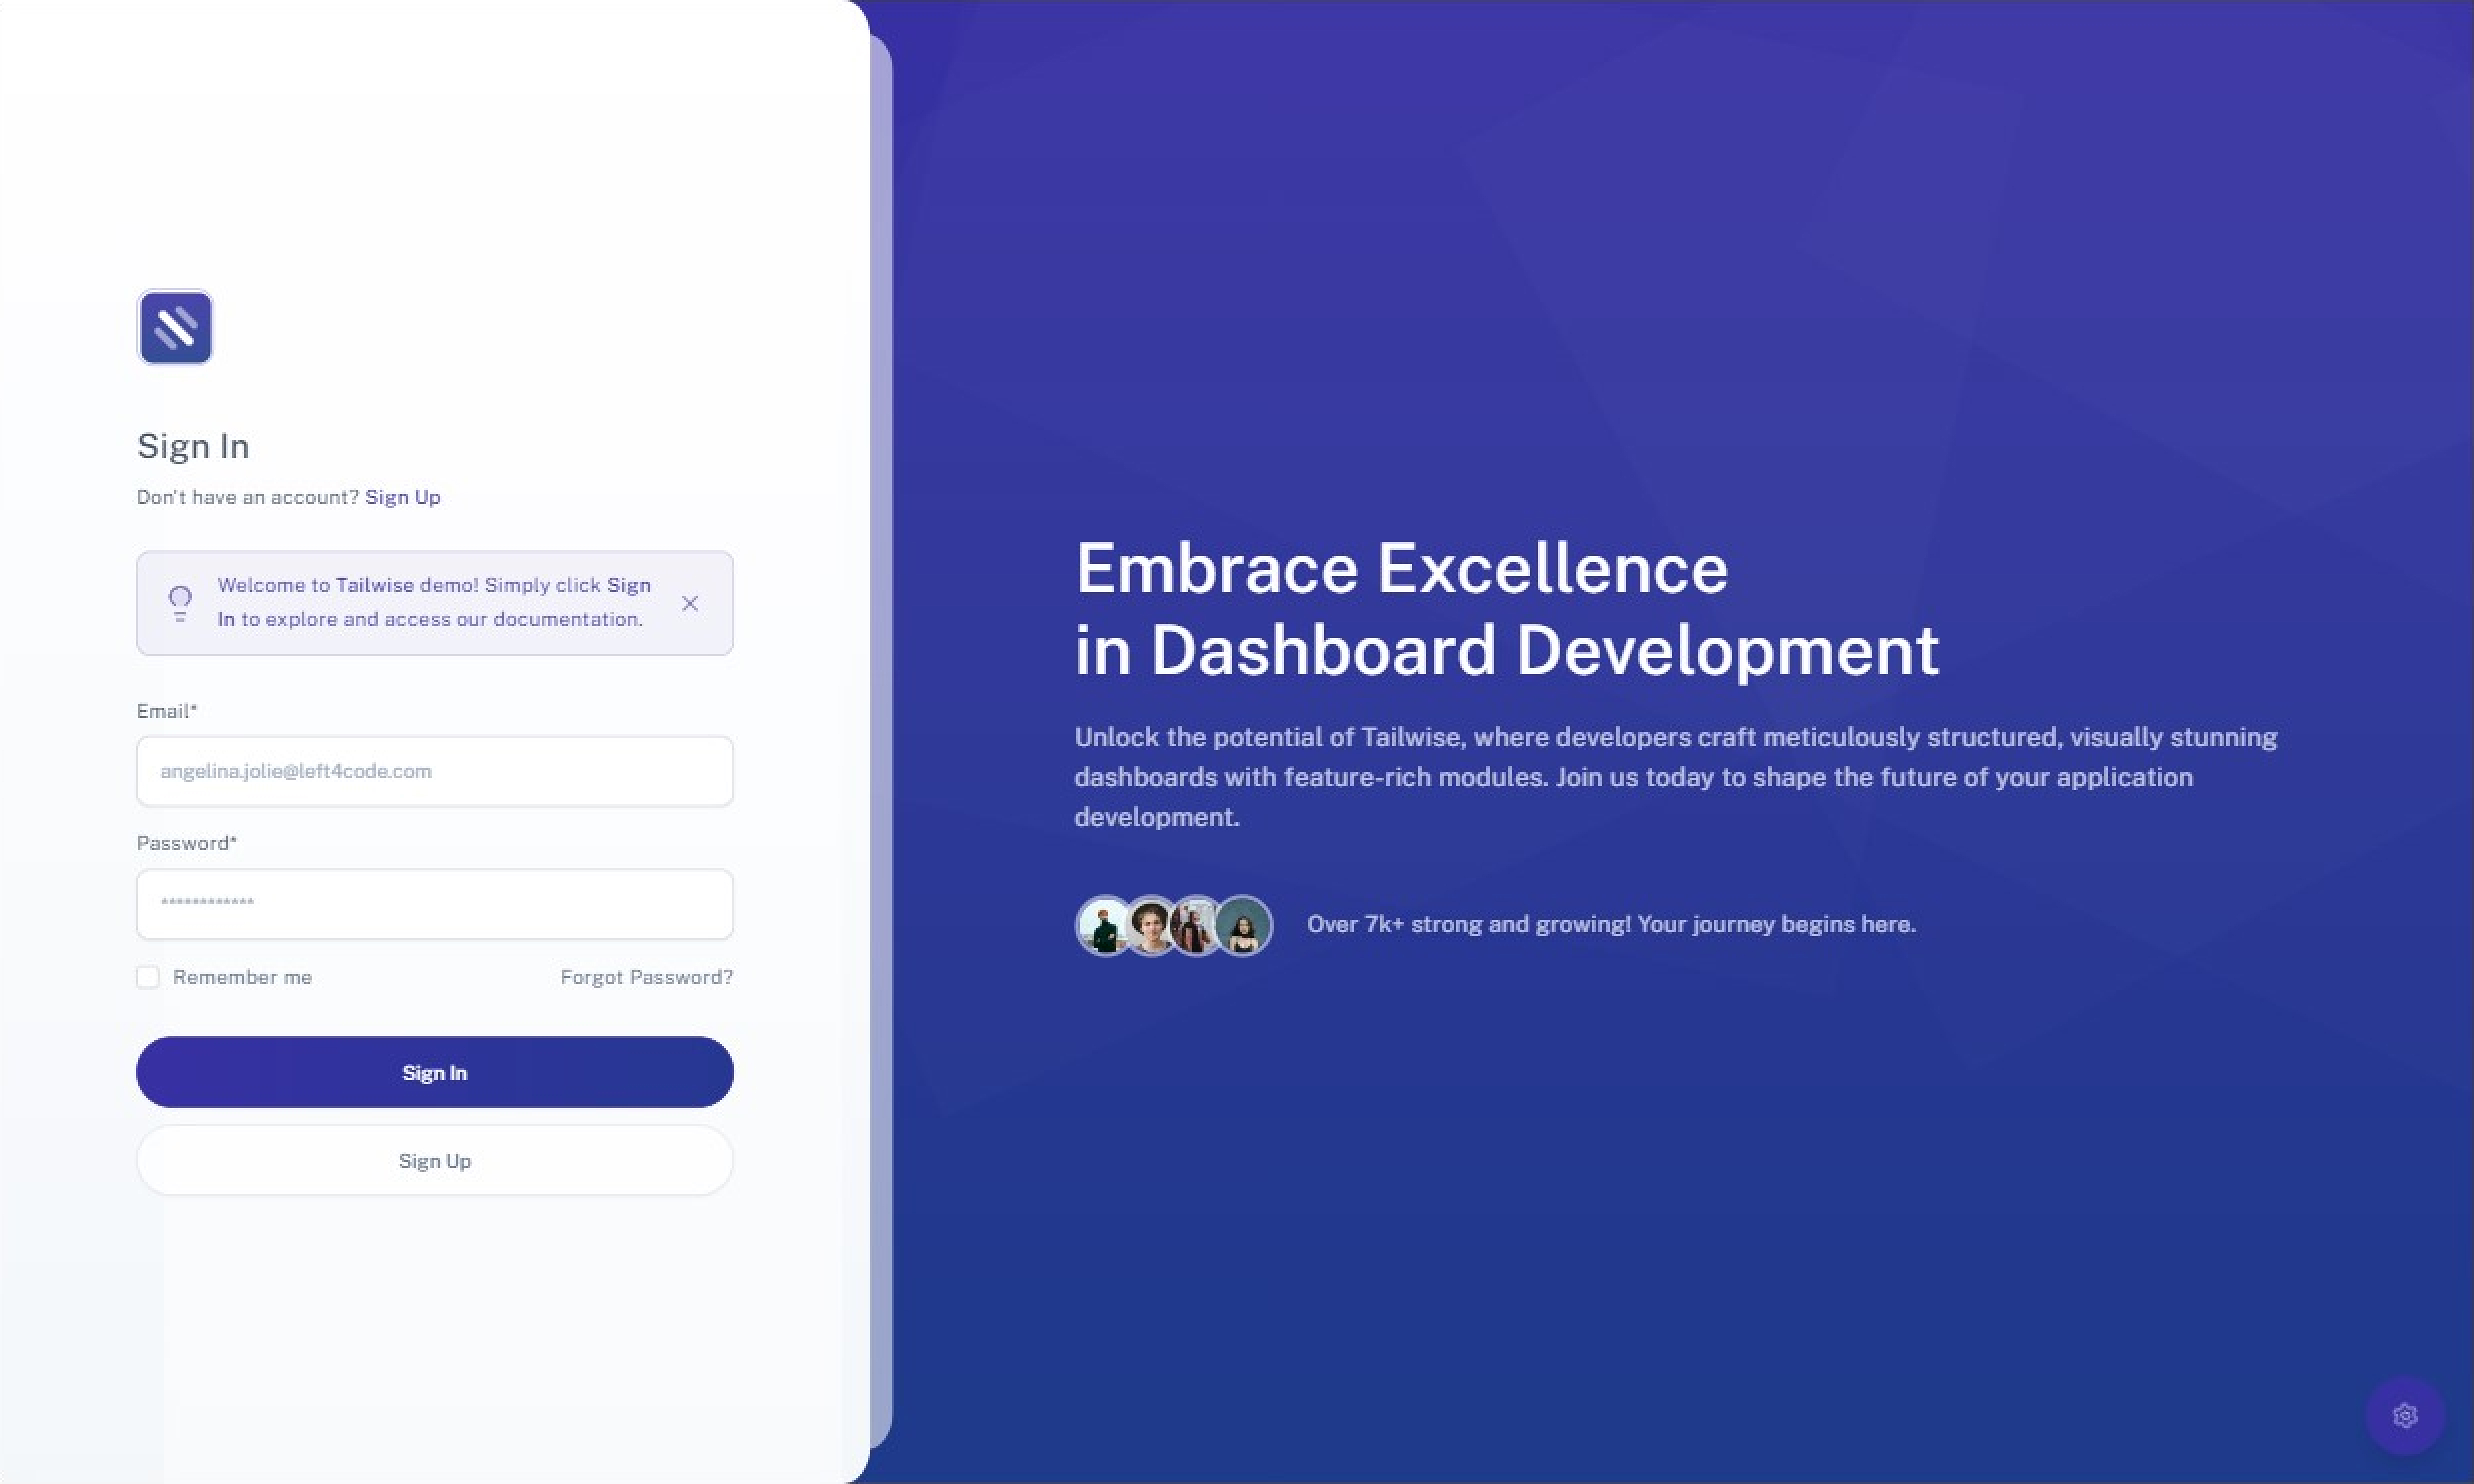 Sign In
Don't have an account? Sign Up
Welcome to Tailwise demo! Simply click Sign
In to explore and access our documentation.
Email*
angelina.jolie@left4code.com
Password*
************
Remember me
Forgot Password?
Sign In
Sign Up
Embrace Excellence
in Dashboard Development
Unlock the potential of Tailwise, where developers craft meticulously structured, visually stunning
dashboards with feature-rich modules. Join us today to shape the future of your application
development.
Over 7k+ strong and growing! Your journey begins here.